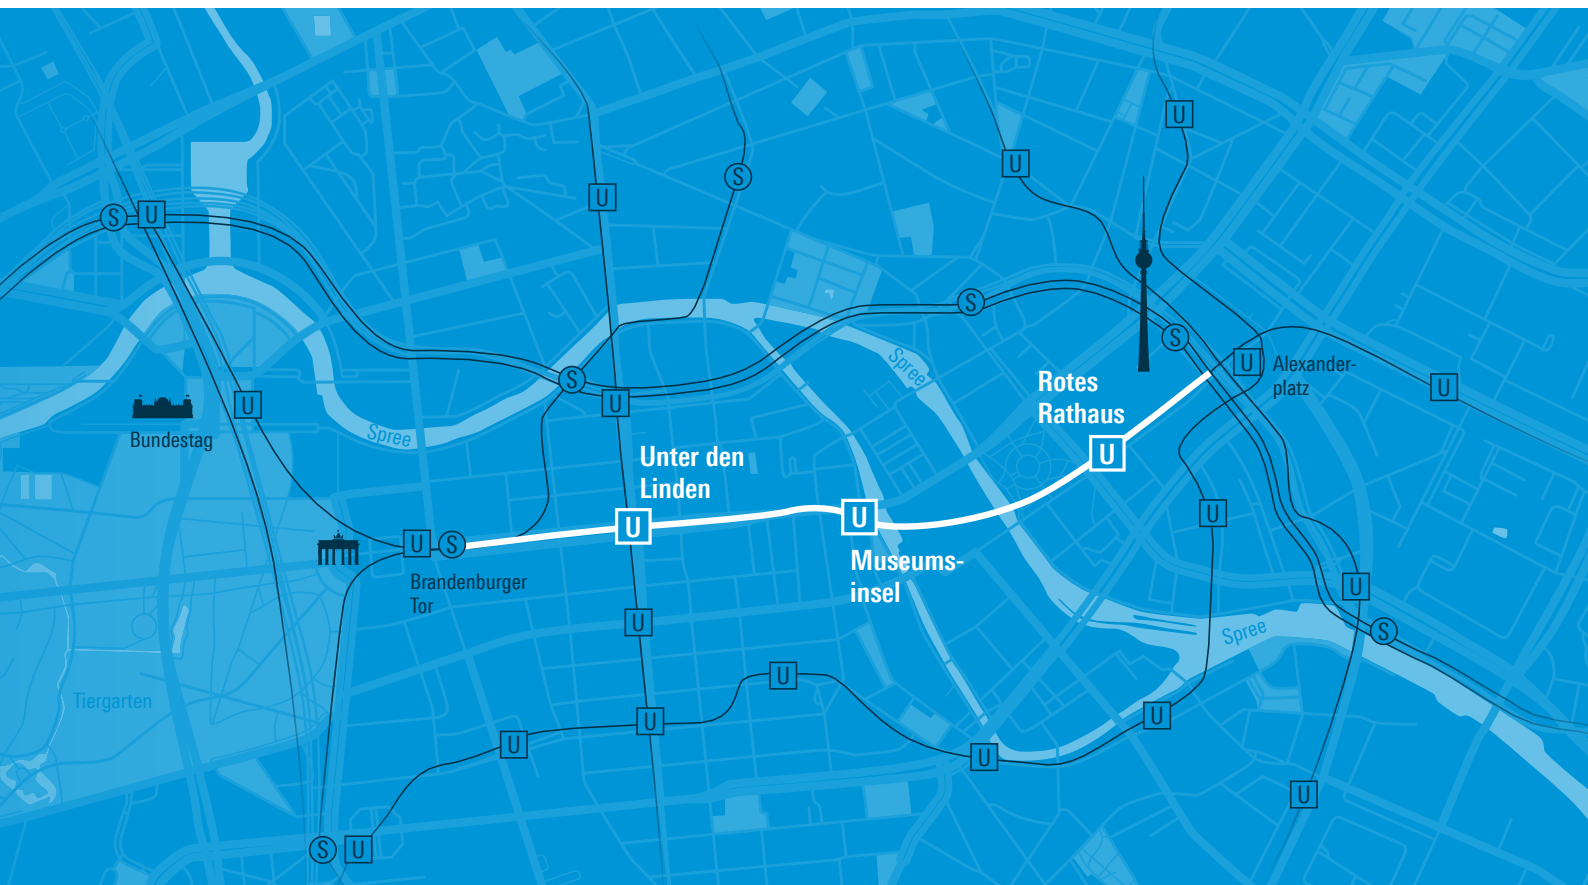 U
U
S
U
S
U
S
S
U
Alexander-
platz
U
Spree
Rotes
Rathaus
U
S
U
U
Bundestag
Spree
Unter den
Linden
U
U
Museums-
insel
U
U
S
Brandenburger
Tor
U
U
U
Spree
S
Tiergarten
U
U
U
U
U
U
S
U